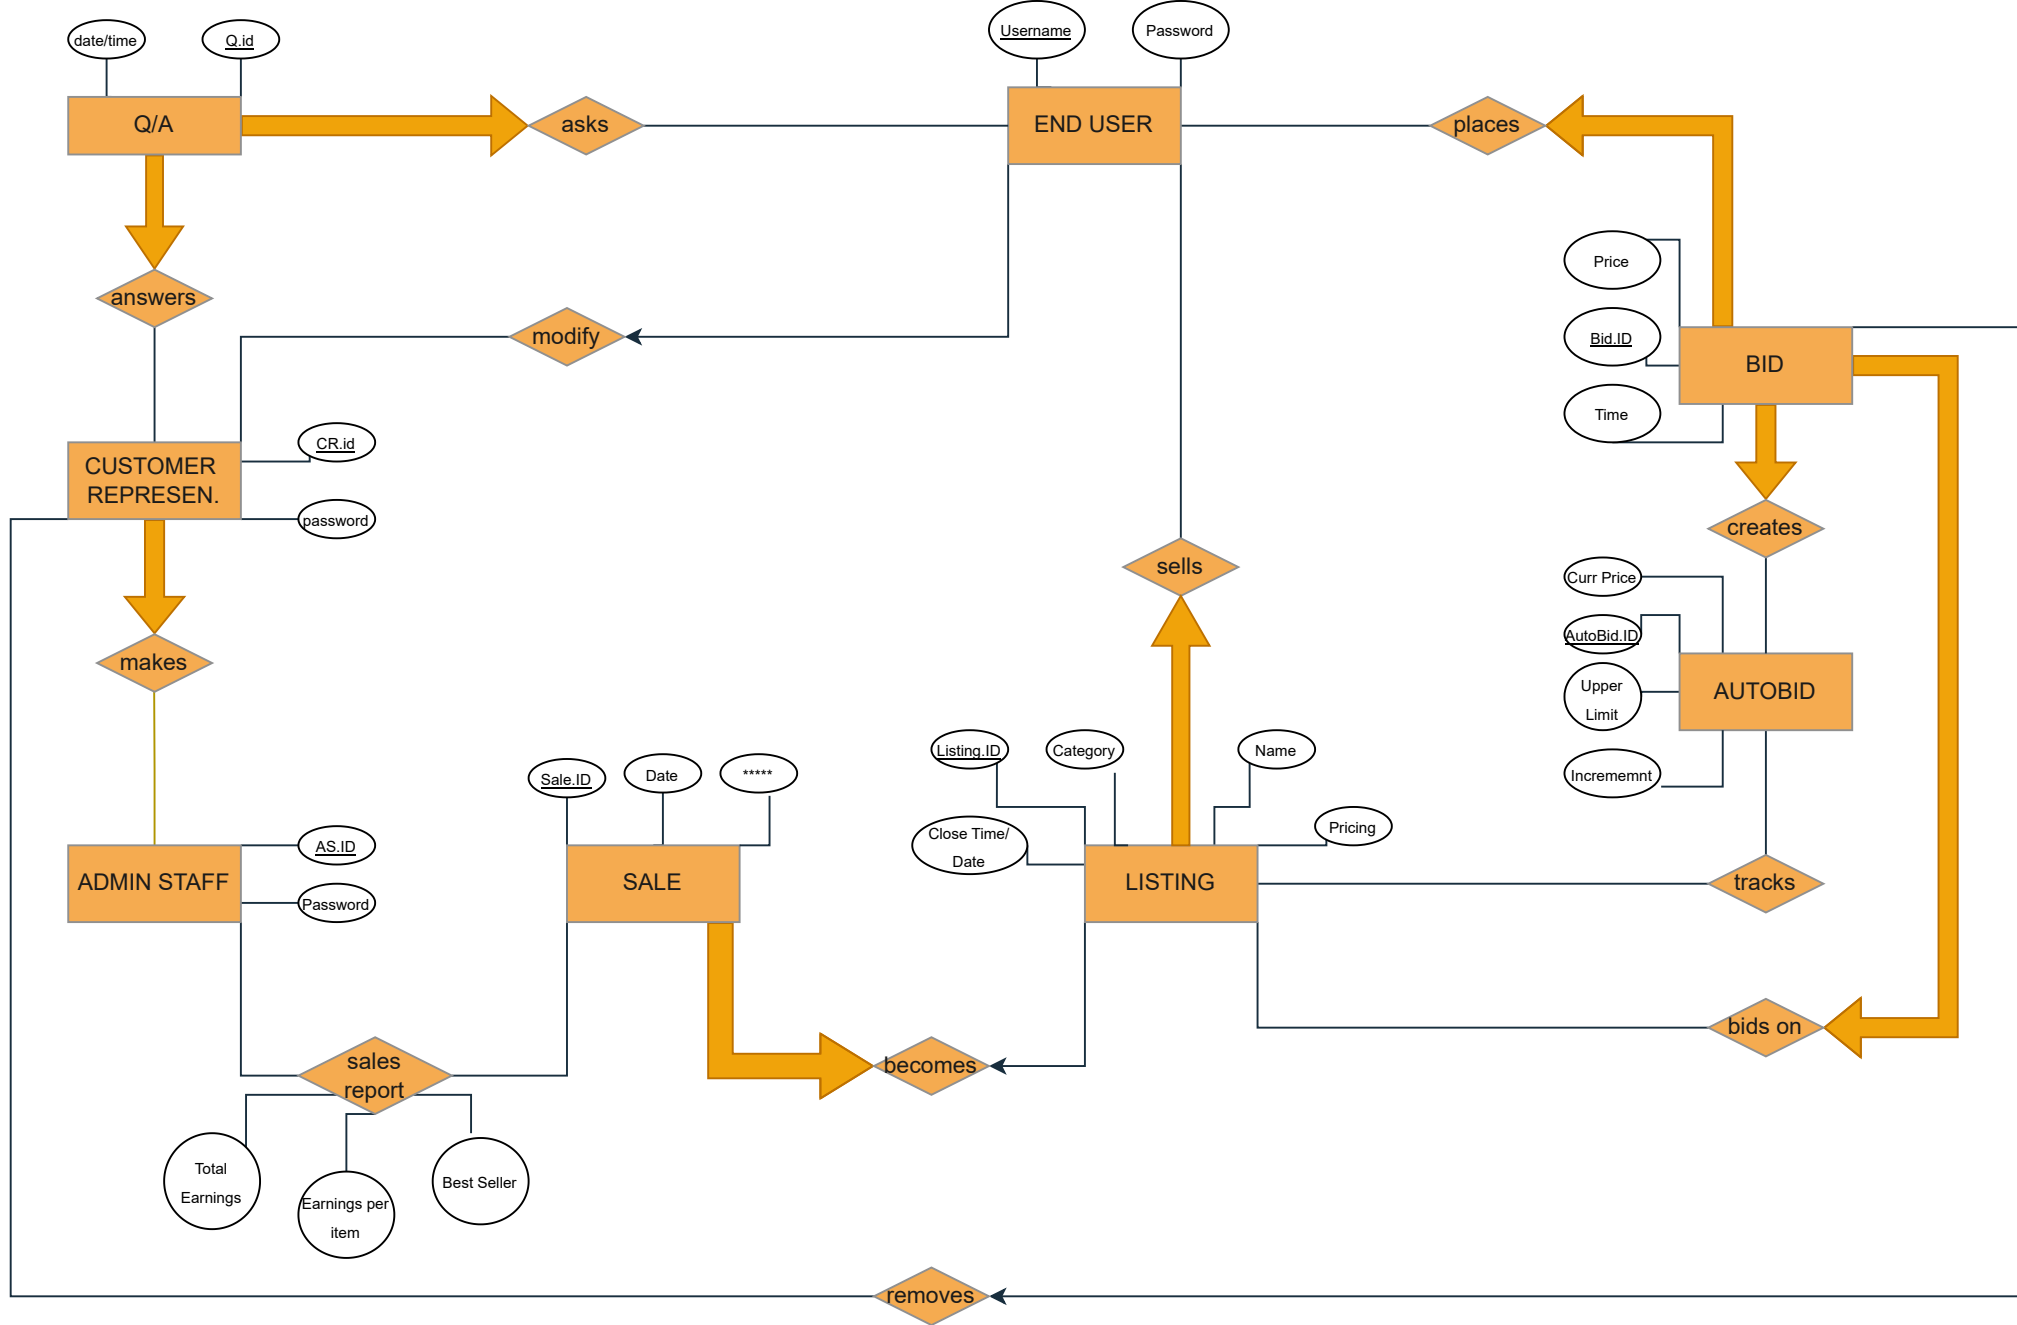 date/time
Q.id
Username
Password
Q/A
asks
END USER
places
Price
answers
modify
Bid.ID
BID
Time
CR.id
CUSTOMER
REPRESEN.
password
creates
sells
Curr Price
AutoBid.ID
makes
Upper
Limit
AUTOBID
Listing.ID
Category
Name
Sale.ID
Date
*****
Incrememnt
Close Time/
Date
Pricing
AS.ID
ADMIN STAFF
SALE
LISTING
tracks
Password
bids on
sales
report
becomes
Total
Earnings
Earnings per
item
Best Seller
removes